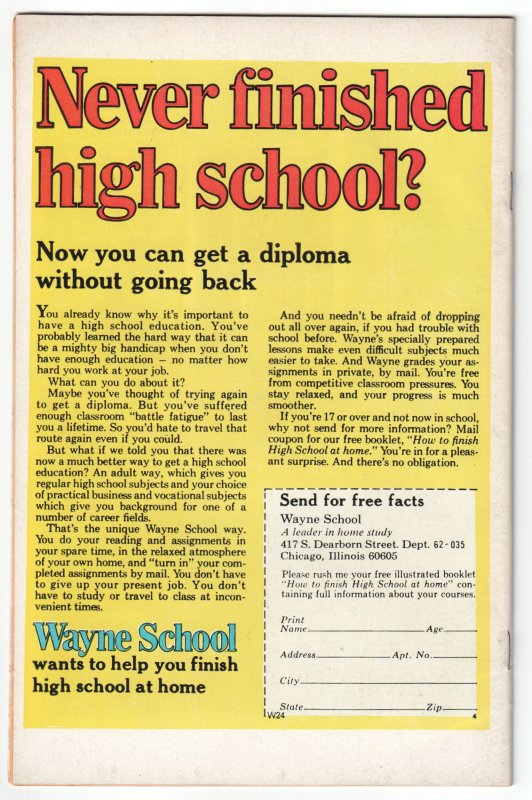 Never finished
high school?
Now you can get a diploma
without going back
You already know why it's important to
have a high school education. You've
probably learned the hard way that it can
be a mighty big handicap when you don't
have enough education — no matter how
hard you work at your job.
What can you do about it?
Maybe you've thought of trying again
to get a diploma. But you've suffered
enough classroom "battle fatigue" to last
you a lifetime. So you'd hate to travel that
route again even if you could.
But what if we told you that there was
now a much better way to get a high school
education? An adult way, which gives you
regular high school subjects and your choice
of practical business and vocational subjects
which give you background for one of a
number of career fields.
That's the unique Wayne School way.
You do your reading and assignments in
your spare time, in the relaxed atmosphere
of your own home, and "turn in" your com-
pleted assignments by mail. You don't have
to give up your present job. You don't
have to study or travel to class at incon-
venient times.
Wayne School
wants to help you finish
high school at home
And you needn't be afraid of dropping
out all over again, if you had trouble with
school before. Wayne's specially prepared
lessons make even difficult subjects much
easier to take. And Wayne grades your as-
signments in private, by mail. You're free
from competitive classroom pressures. You
stay relaxed, and your progress is much
smoother.
If you're 17 or over and not now in school,
why not send for more information? Mail
coupon for our free booklet, "How to finish
High School at home." You're in for a pleas-
ant surprise. And there's no obligation.
Send for free facts
Wayne School
A leader in home study
417 S. Dearborn Street. Dept. 62-035
Chicago, Illinois 60605
Please rush me your free illustrated booklet
"How to finish High School at home" con-
taining full information about your courses.
Print
Name Age
Address Apt. No.
City
State Zip
W24 4